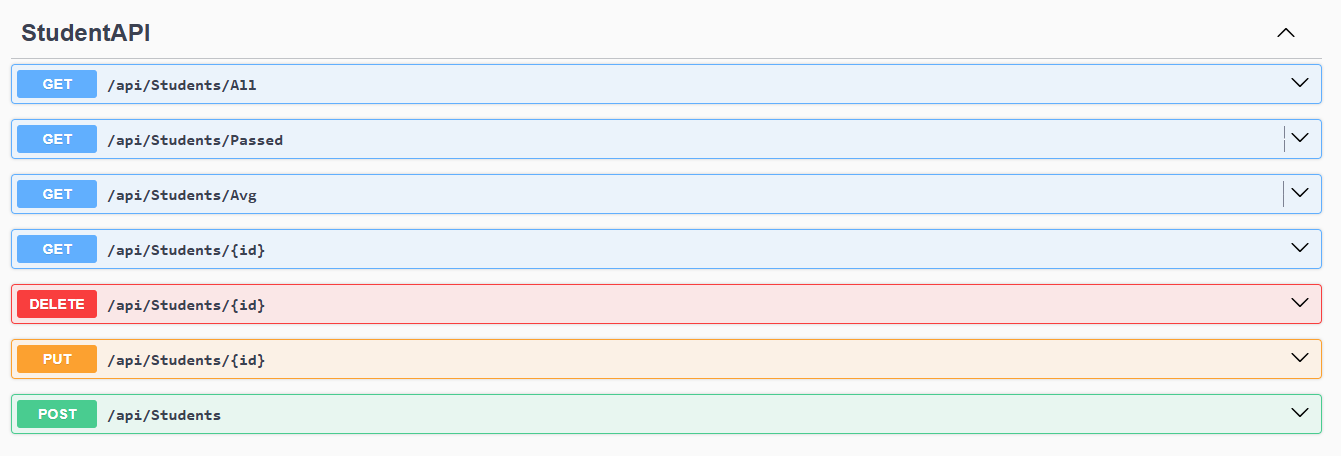 StudentAPI
GET /api/Students/All
GET /api/Students/Passed
GET /api/Students/Avg
GET /api/Students/{id}
DELETE /api/Students/{id}
PUT /api/Students/{id}
POST /api/Students